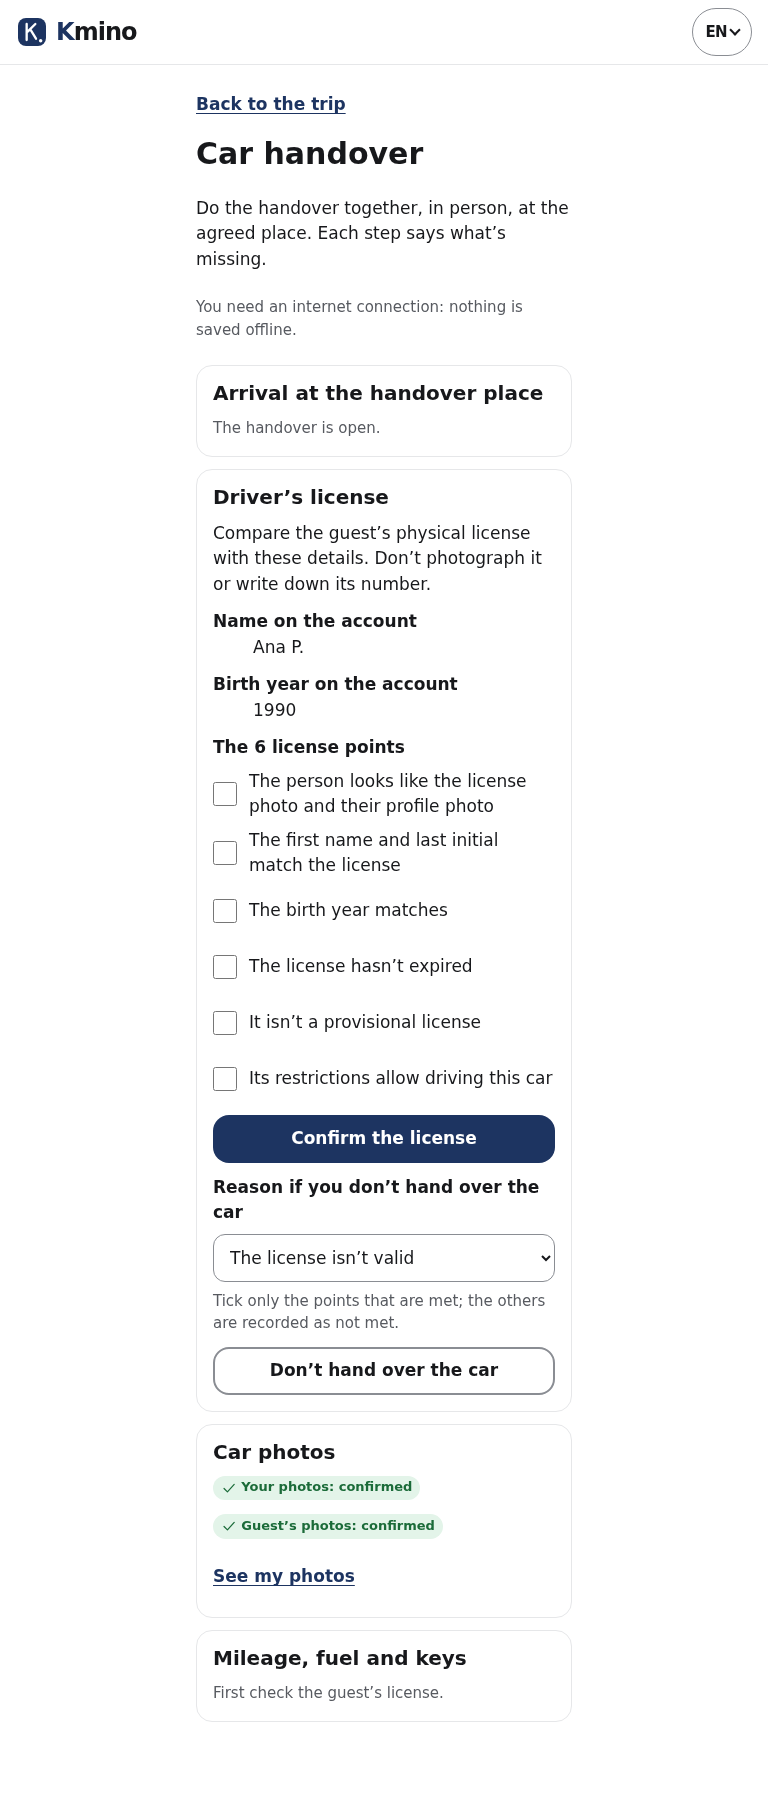 K. Kmino
EN
Back to the trip
Car handover
Do the handover together, in person, at the
agreed place. Each step says what’s
missing.
You need an internet connection: nothing is
saved offline.
Arrival at the handover place
The handover is open.
Driver’s license
Compare the guest’s physical license
with these details. Don’t photograph it
or write down its number.
Name on the account
Ana P.
Birth year on the account
1990
The 6 license points
The person looks like the license
photo and their profile photo
The first name and last initial
match the license
The birth year matches
The license hasn’t expired
It isn’t a provisional license
Its restrictions allow driving this car
Confirm the license
Reason if you don’t hand over the
car
The license isn’t valid
Tick only the points that are met; the others
are recorded as not met.
Don’t hand over the car
Car photos
Your photos: confirmed
Guest’s photos: confirmed
See my photos
Mileage, fuel and keys
First check the guest’s license.